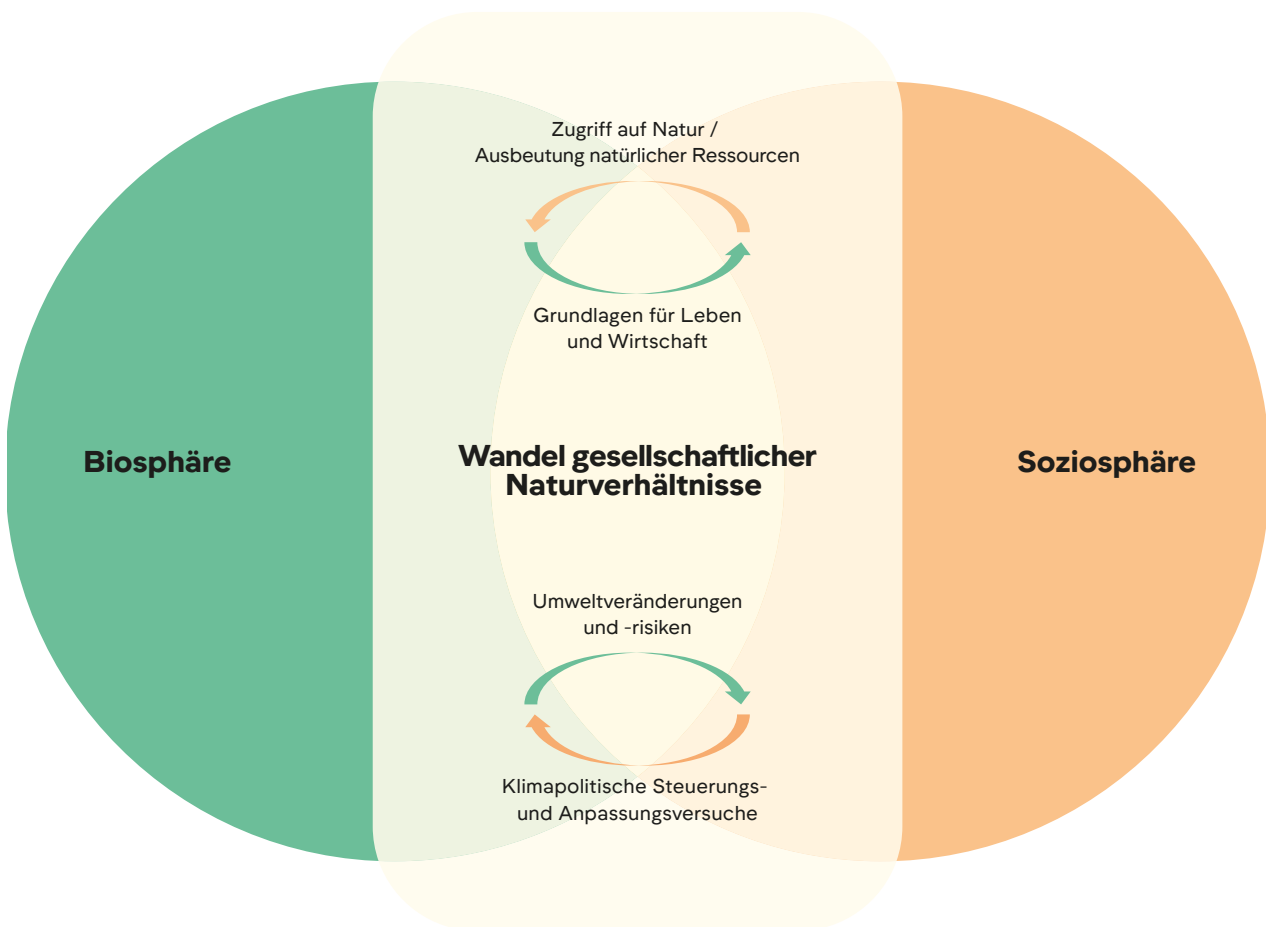 Zugriff auf Natur /
Ausbeutung natürlicher Ressourcen
Grundlagen für Leben
und Wirtschaft
Biosphäre
Wandel gesellschaftlicher
Naturverhältnisse
Soziosphäre
Umweltveränderungen
und -risiken
Klimapolitische Steuerungs-
und Anpassungsversuche